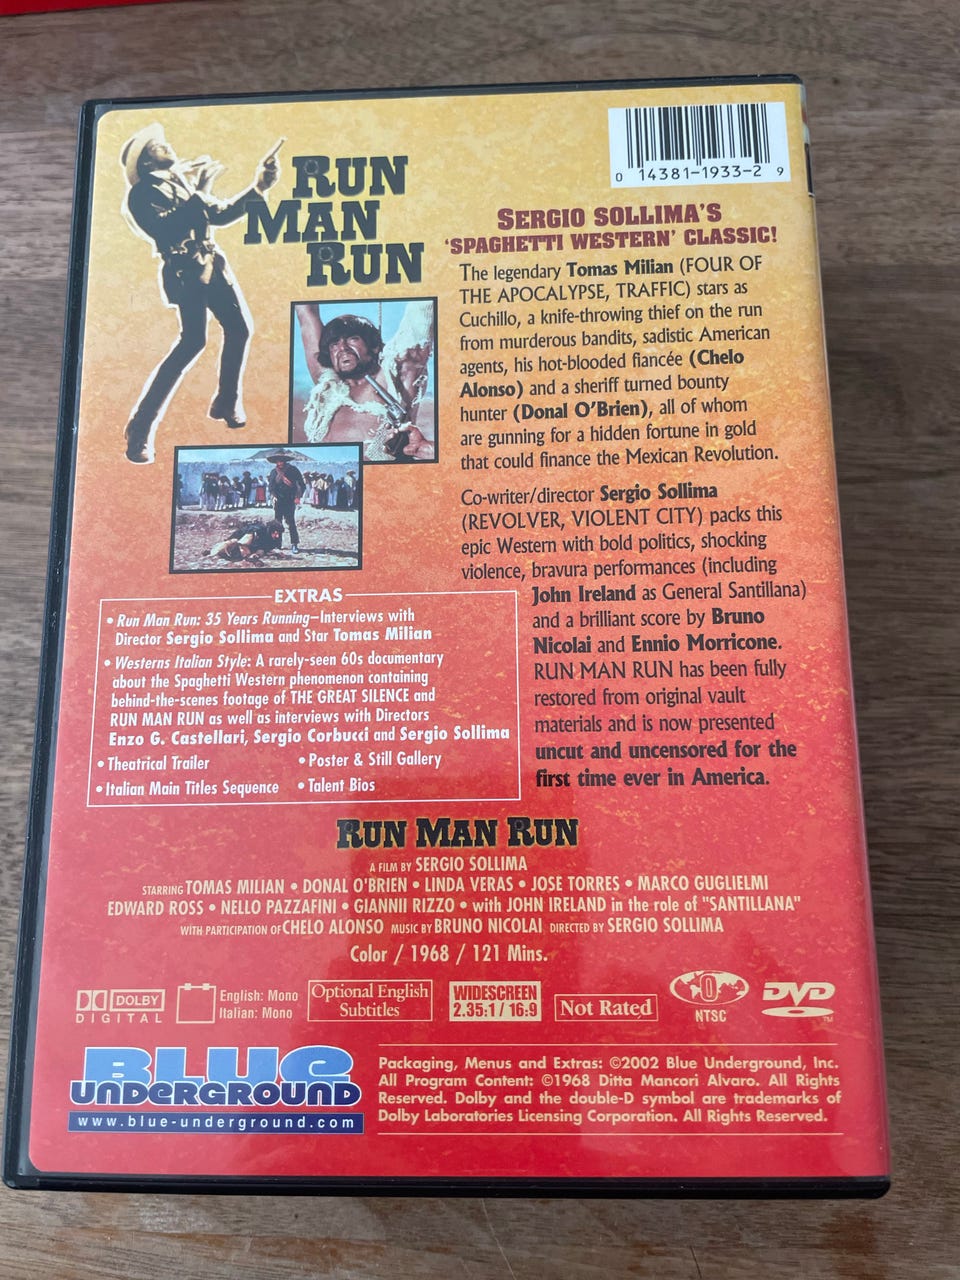 RUN
MAN
RUN
0 14381-1933-2 9
SERGIO SOLLIMA'S
'SPAGHETTI WESTERN' CLASSIC!
The legendary Tomas Milian (FOUR OF
THE APOCALYPSE, TRAFFIC) stars as
Cuchillo, a knife-throwing thief on the run
from murderous bandits, sadistic American
agents, his hot-blooded fiancée (Chelo
Alonso) and a sheriff turned bounty
hunter (Donal O'Brien), all of whom
are gunning for a hidden fortune in gold
that could finance the Mexican Revolution.
Co-writer/director Sergio Sollima
(REVOLVER, VIOLENT CITY) packs this
epic Western with bold politics, shocking
violence, bravura performances (including
John Ireland as General Santillana)
and a brilliant score by Bruno
Nicolai and Ennio Morricone.
RUN MAN RUN has been fully
restored from original vault
materials and is now presented
uncut and uncensored for the
first time ever in America.
EXTRAS
• Run Man Run: 35 Years Running–Interviews with
Director Sergio Sollima and Star Tomas Milian
• Westerns Italian Style: A rarely-seen 60s documentary
about the Spaghetti Western phenomenon containing
behind-the-scenes footage of THE GREAT SILENCE and
RUN MAN RUN as well as interviews with Directors
Enzo G. Castellari, Sergio Corbucci and Sergio Sollima
• Theatrical Trailer • Poster & Still Gallery
• Italian Main Titles Sequence • Talent Bios
RUN MAN RUN
A FILM BY SERGIO SOLLIMA
STARRING TOMAS MILIAN • DONAL O'BRIEN • LINDA VERAS • JOSE TORRES • MARCO GUGLIELMI
EDWARD ROSS • NELLO PAZZAFINI • GIANNI RIZZO • with JOHN IRELAND in the role of "SANTILLANA"
WITH PARTICIPATION OF CHELO ALONSO MUSIC BY BRUNO NICOLAI DIRECTED BY SERGIO SOLLIMA
Color / 1968 / 121 Mins.
DOLBY
DIGITAL
English: Mono
Italian: Mono
Optional English
Subtitles
WIDESCREEN
2.35:1 / 16:9
Not Rated
0
NTSC
DVD
TM
BLUE
UNDERGROUND
www.blue-underground.com
Packaging, Menus and Extras: ©2002 Blue Underground, Inc.
All Program Content: ©1968 Ditta Mancori Alvaro. All Rights
Reserved. Dolby and the double-D symbol are trademarks of
Dolby Laboratories Licensing Corporation. All Rights Reserved.